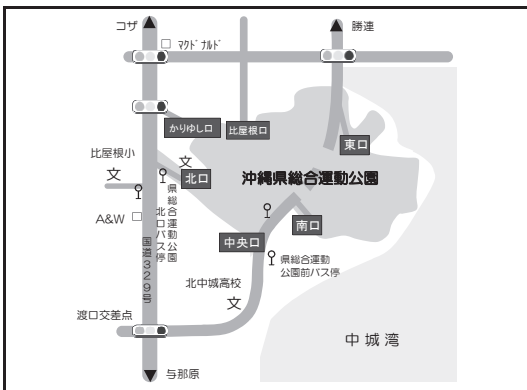 コザ
勝連
マクドナルド
かりゆし口
比屋根口
東口
比屋根小
文
文
北口
沖縄県総合運動公園
県総合運動公園
北口バス停
A&W
南口
中央口
国道329号
県総合運動
公園前バス停
北中城高校
文
渡口交差点
中城湾
与那原